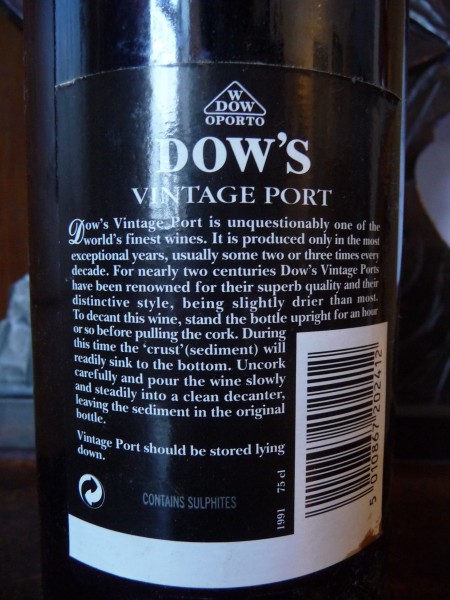 W
DOW
OPORTO
DOW'S
VINTAGE PORT
Dow's Vintage Port is unquestionably one of the
world's finest wines. It is produced only in the most
exceptional years, usually some two or three times every
decade. For nearly two centuries Dow's Vintage Ports
have been renowned for their superb quality and their
distinctive style, being slightly drier than most.
To decant this wine, stand the bottle upright for an hour
or so before pulling the cork. During
this time the 'crust'(sediment) will
readily sink to the bottom. Uncork
carefully and pour the wine slowly
and steadily into a clean decanter,
leaving the sediment in the original
bottle.
Vintage Port should be stored lying
down.
CONTAINS SULPHITES
1991 75 cl
5 010867 202412